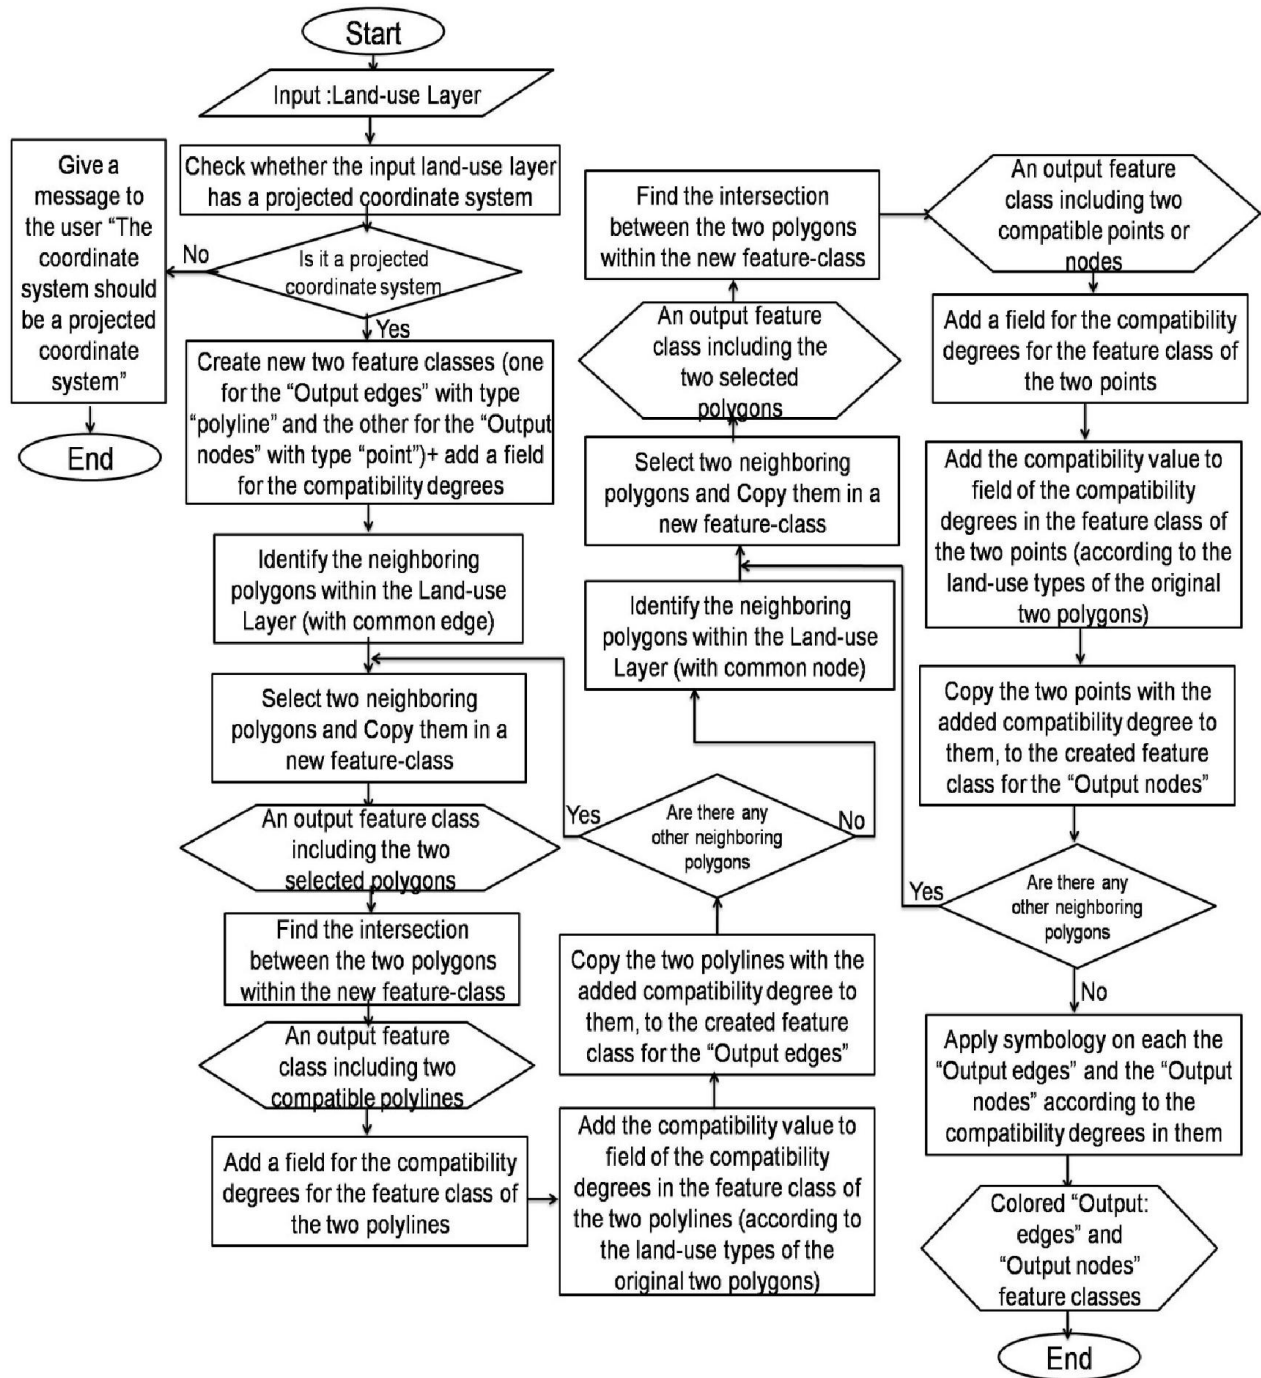 Start
Input :Land-use Layer
Check whether the input land-use layer
has a projected coordinate system
Is it a projected
coordinate system
No
Give a
message to
the user “The
coordinate
system should
be a projected
coordinate
system”
End
Yes
Create new two feature classes (one
for the “Output edges” with type
“polyline” and the other for the “Output
nodes” with type “point”)+ add a field
for the compatibility degrees
Identify the neighboring
polygons within the Land-use
Layer (with common edge)
Select two neighboring
polygons and Copy them in a
new feature-class
An output feature class
including the two
selected polygons
Find the intersection
between the two polygons
within the new feature-class
An output feature
class including two
compatible polylines
Add a field for the compatibility
degrees for the feature class of
the two polylines
Add the compatibility value to
field of the compatibility
degrees in the feature class of
the two polylines (according to
the land-use types of the
original two polygons)
Copy the two polylines with the
added compatibility degree to
them, to the created feature
class for the “Output edges”
Are there any
other neighboring
polygons
Yes
No
Identify the neighboring
polygons within the Land-use
Layer (with common node)
Select two neighboring
polygons and Copy them in a
new feature-class
An output feature
class including the
two selected
polygons
Find the intersection
between the two polygons
within the new feature-class
An output feature
class including two
compatible points or
nodes
Add a field for the compatibility
degrees for the feature class of
the two points
Add the compatibility value to
field of the compatibility
degrees in the feature class of
the two points (according to the
land-use types of the original
two polygons)
Copy the two points with the
added compatibility degree to
them, to the created feature
class for the “Output nodes”
Are there any
other neighboring
polygons
Yes
No
Apply symbology on each the
“Output edges” and the “Output
nodes” according to the
compatibility degrees in them
Colored “Output:
edges” and
“Output nodes”
feature classes
End